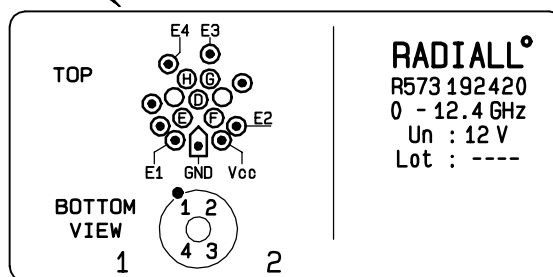 E4 E3
TOP
H G
D
E F
E2
E1 GND Vcc
BOTTOM
VIEW
1 2
4 3
1 2
RADIALL°
R573 192420
0 - 12.4 GHz
Un : 12 V
Lot : ----